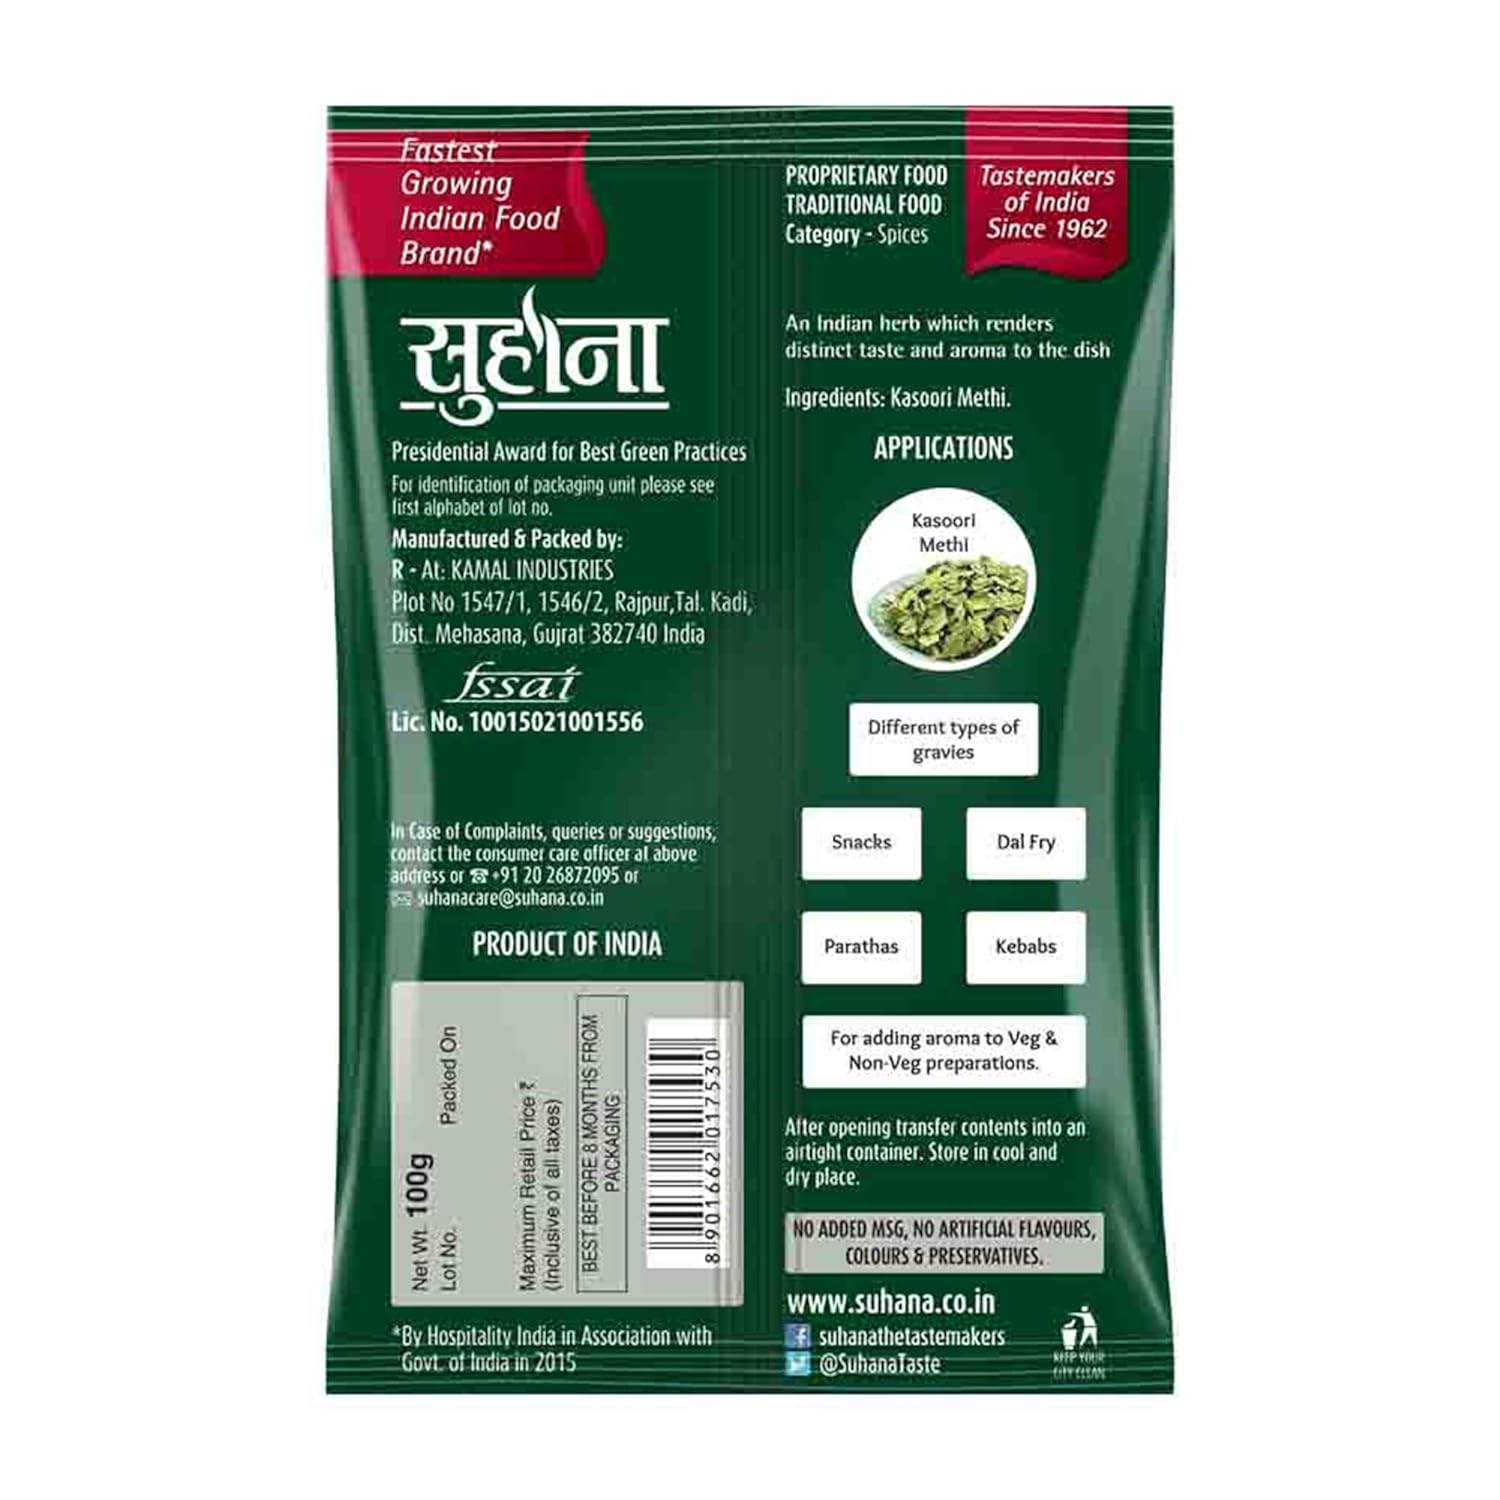 Fastest
Growing
Indian Food
Brand*
सुहाना
Presidential Award for Best Green Practices
For identification of packaging unit please see
first alphabet of lot no.
Manufactured & Packed by:
R - At: KAMAL INDUSTRIES
Plot No 1547/1, 1546/2, Rajpur,Tal. Kadi,
Dist. Mehasana, Gujrat 382740 India
fssai
Lic. No. 10015021001556
In Case of Complaints, queries or suggestions,
contact the consumer care officer at above
address or ☎ +91 20 26872095 or
✉ suhanacare@suhana.co.in
PRODUCT OF INDIA
Net Wt. 100g
Lot No. Packed On
Maximum Retail Price ₹
(Inclusive of all taxes)
BEST BEFORE 8 MONTHS FROM
PACKAGING
8 901662 017530
*By Hospitality India in Association with
Govt. of India in 2015
PROPRIETARY FOOD
TRADITIONAL FOOD
Category - Spices
Tastemakers
of India
Since 1962
An Indian herb which renders
distinct taste and aroma to the dish
Ingredients: Kasoori Methi.
APPLICATIONS
Kasoori
Methi
Different types of
gravies
Snacks
Dal Fry
Parathas
Kebabs
For adding aroma to Veg &
Non-Veg preparations.
After opening transfer contents into an
airtight container. Store in cool and
dry place.
NO ADDED MSG, NO ARTIFICIAL FLAVOURS,
COLOURS & PRESERVATIVES.
www.suhana.co.in
suhanathetastemakers
@SuhanaTaste
KEEP YOUR
CITY CLEAN